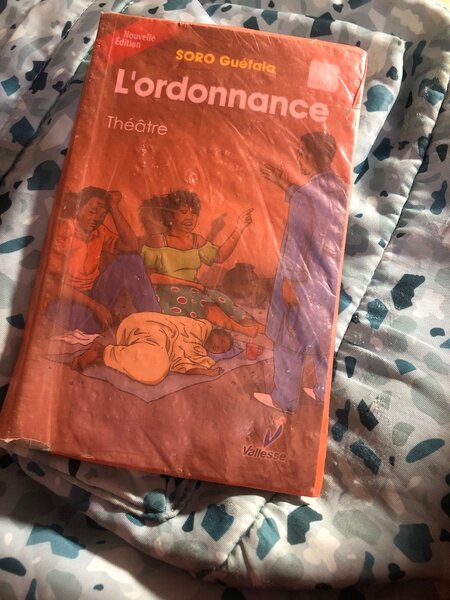 Nouvelle
Édition
SORO Guéfala
L'ordonnance
Théâtre
Vallesse